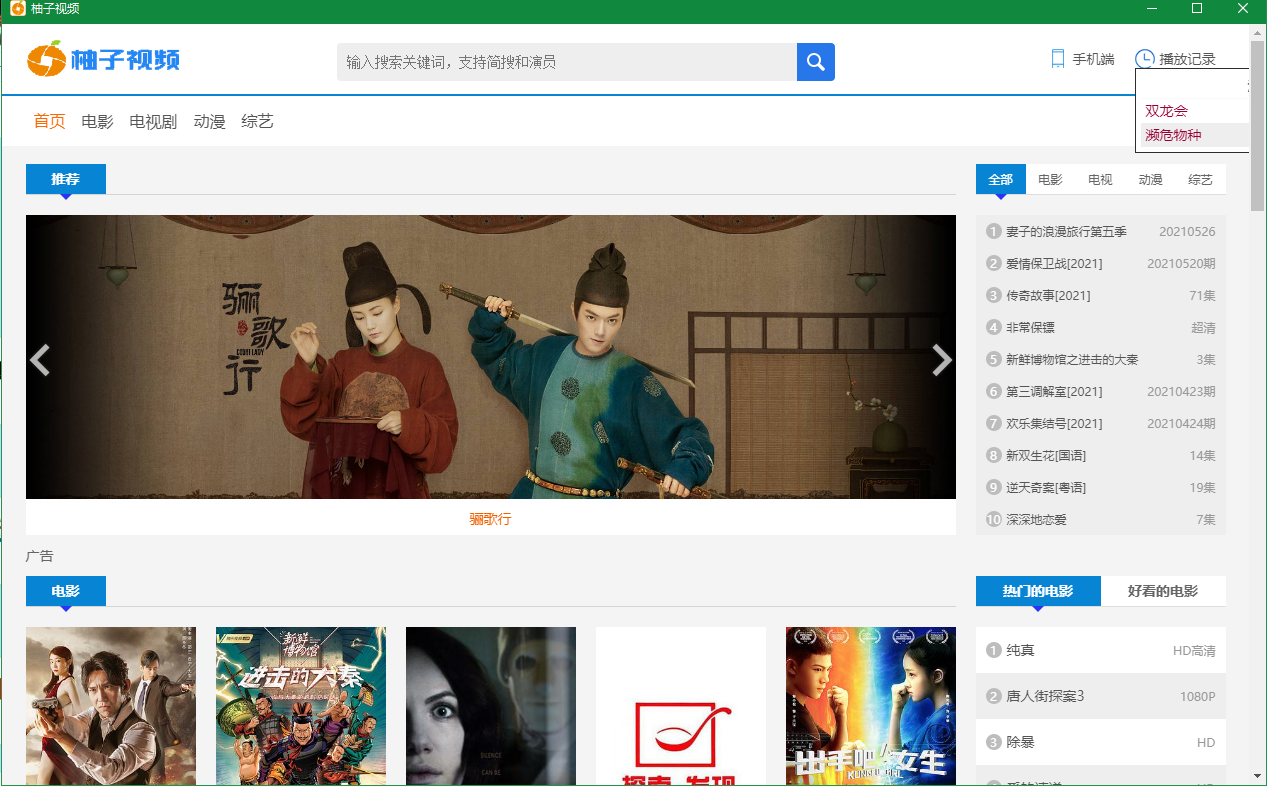 柚子视频
柚子视频
输入搜索关键词，支持简搜和演员
手机端
播放记录
双龙会
濒危物种
首页 电影 电视剧 动漫 综艺
推荐
全部 电影 电视 动漫 综艺
骊歌行
COURT LADY
骊歌行
1 妻子的浪漫旅行第五季 20210526
2 爱情保卫战[2021] 20210520期
3 传奇故事[2021] 71集
4 非常保镖 超清
5 新鲜博物馆之进击的大秦 3集
6 第三调解室[2021] 20210423期
7 欢乐集结号[2021] 20210424期
8 新双生花[国语] 14集
9 逆天奇案[粤语] 19集
10 深深地恋爱 7集
广告
电影
热门的电影 好看的电影
新鲜博物馆
进击的大秦
SILENCE
CAN BE
探索·发现
出手吧！女生
1 纯真 HD高清
2 唐人街探案3 1080P
3 除暴 HD